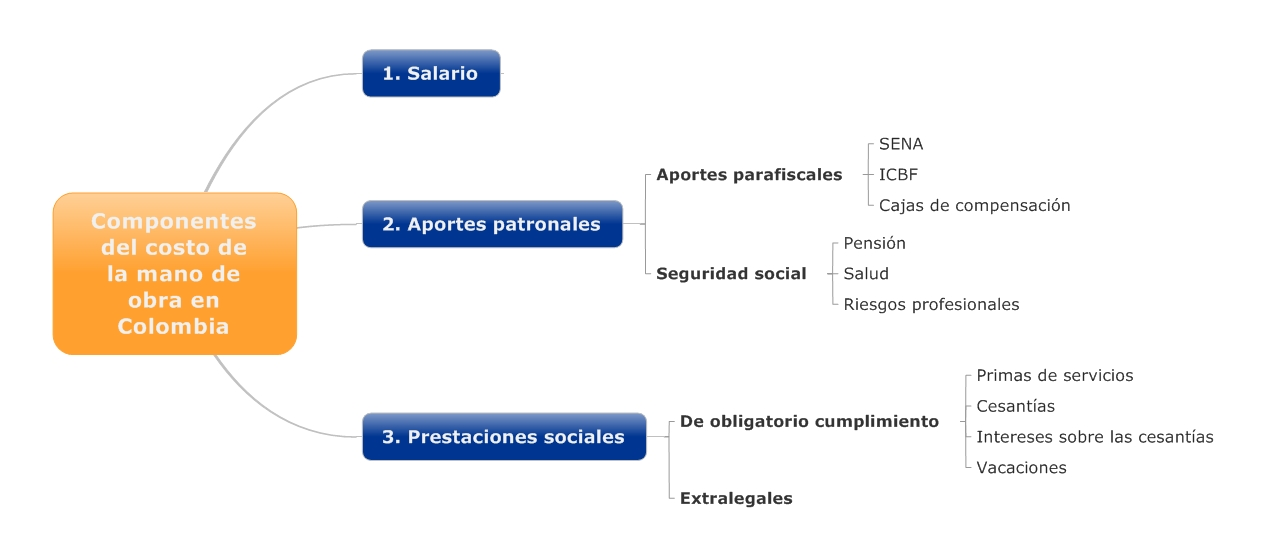 Componentes
del costo de
la mano de
obra en
Colombia
1. Salario
2. Aportes patronales
Aportes parafiscales
SENA
ICBF
Cajas de compensación
Seguridad social
Pensión
Salud
Riesgos profesionales
3. Prestaciones sociales
De obligatorio cumplimiento
Primas de servicios
Cesantías
Intereses sobre las cesantías
Vacaciones
Extralegales